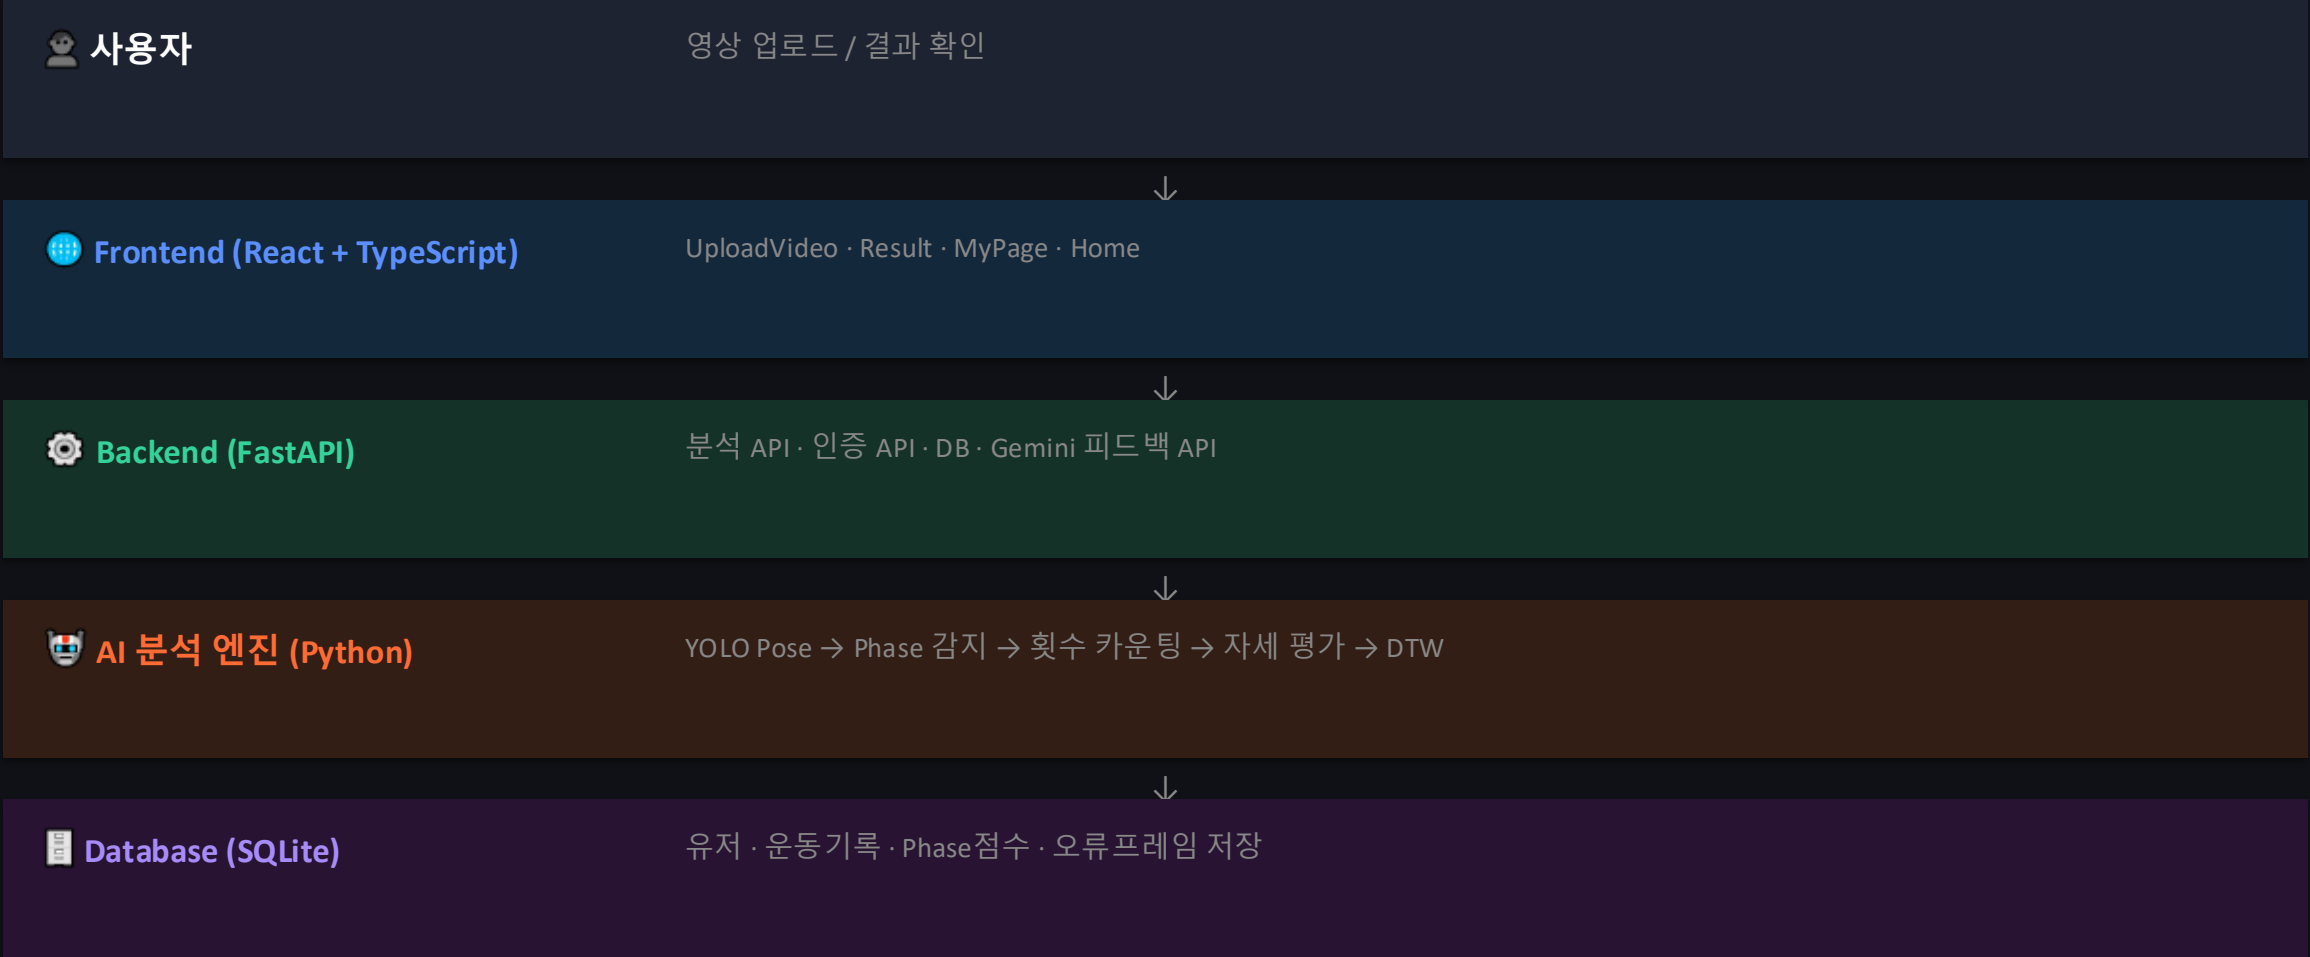 사용자
영상 업로드 / 결과 확인
↓
Frontend (React + TypeScript)
UploadVideo · Result · MyPage · Home
↓
Backend (FastAPI)
분석 API · 인증 API · DB · Gemini 피드백 API
↓
AI 분석 엔진 (Python)
YOLO Pose → Phase 감지 → 횟수 카운팅 → 자세 평가 → DTW
↓
Database (SQLite)
유저 · 운동기록 · Phase점수 · 오류프레임 저장